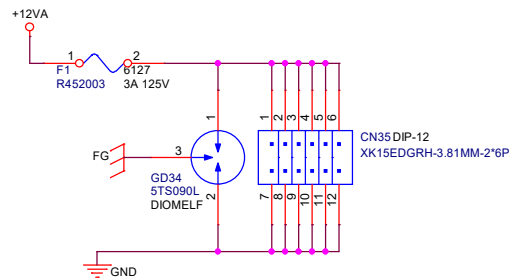 +12VA
1 2
F1 6127
R452003 3A 125V
1 1 2 3 4 5 6
CN35 DIP-12
XK15EDGRH-3.81MM-2*6P
FG 3
GD34
5TS090L
DIOMELF
2 7 8 9 10 11 12
GND